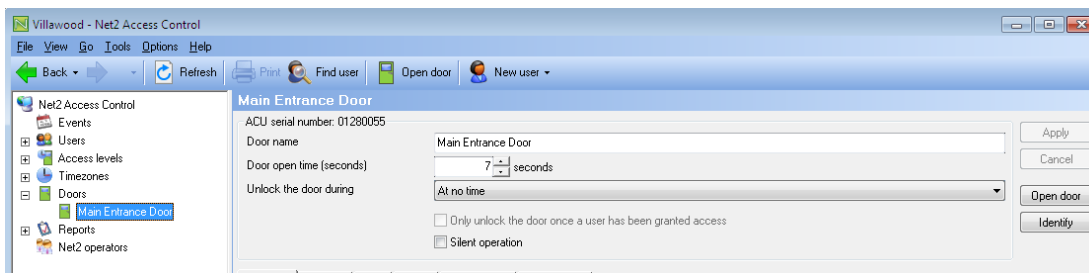 Villawood - Net2 Access Control
File View Go Tools Options Help
Back Refresh Print Find user Open door New user
Net2 Access Control
Events
Users
Access levels
Timezones
Doors
Main Entrance Door
Reports
Net2 operators
Main Entrance Door
ACU serial number: 01280055
Door name Main Entrance Door
Door open time (seconds) 7 seconds
Unlock the door during At no time
Only unlock the door once a user has been granted access
Silent operation
Apply
Cancel
Open door
Identify